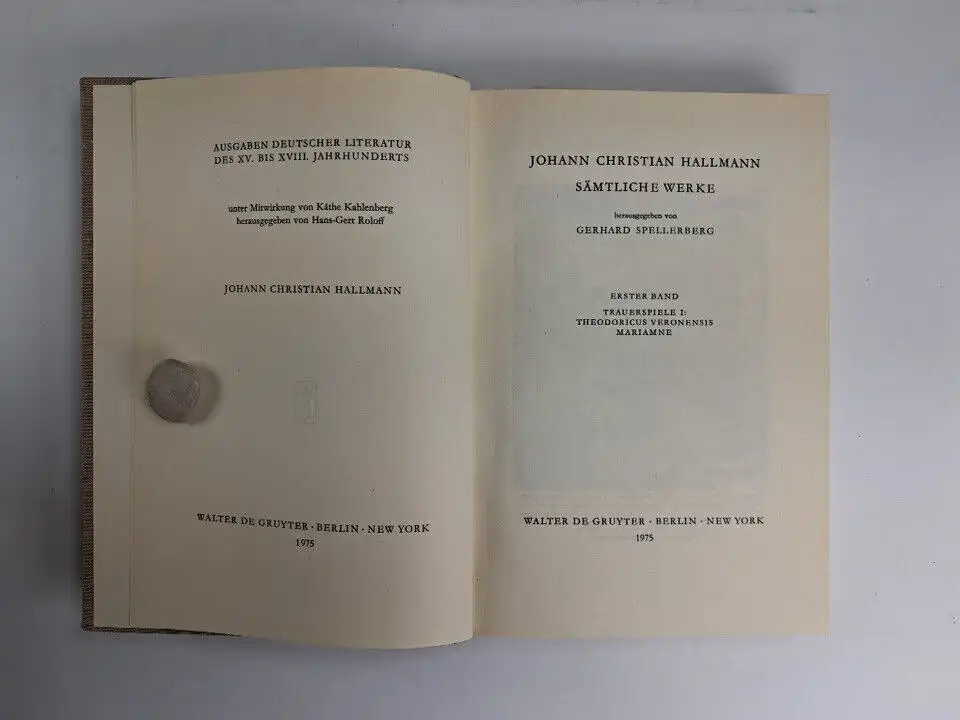 AUSGABEN DEUTSCHER LITERATUR
DES XV. BIS XVIII. JAHRHUNDERTS
unter Mitwirkung von Käthe Kahlenberg
herausgegeben von Hans-Gert Roloff
JOHANN CHRISTIAN HALLMANN
WALTER DE GRUYTER · BERLIN · NEW YORK
1975
JOHANN CHRISTIAN HALLMANN
SÄMTLICHE WERKE
herausgegeben von
GERHARD SPELLERBERG
ERSTER BAND
TRAUERSPIELE I:
THEODORICUS VERONENSIS
MARIAMNE
WALTER DE GRUYTER · BERLIN · NEW YORK
1975